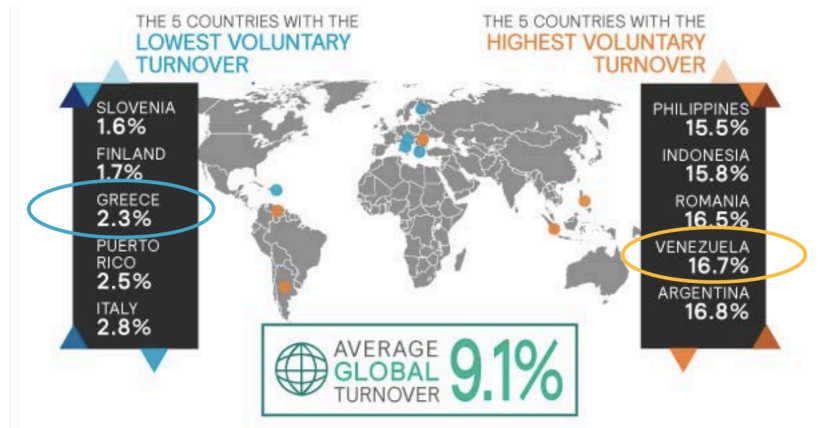 THE 5 COUNTRIES WITH THE
LOWEST VOLUNTARY
TURNOVER
SLOVENIA
1.6%
FINLAND
1.7%
GREECE
2.3%
PUERTO
RICO
2.5%
ITALY
2.8%
THE 5 COUNTRIES WITH THE
HIGHEST VOLUNTARY
TURNOVER
PHILIPPINES
15.5%
INDONESIA
15.8%
ROMANIA
16.5%
VENEZUELA
16.7%
ARGENTINA
16.8%
AVERAGE
GLOBAL
TURNOVER
9.1%